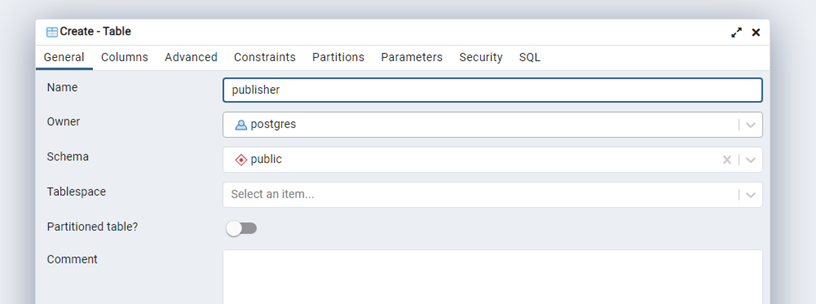 Create - Table
General Columns Advanced Constraints Partitions Parameters Security SQL
Name publisher
Owner postgres
Schema public
Tablespace Select an item...
Partitioned table?
Comment